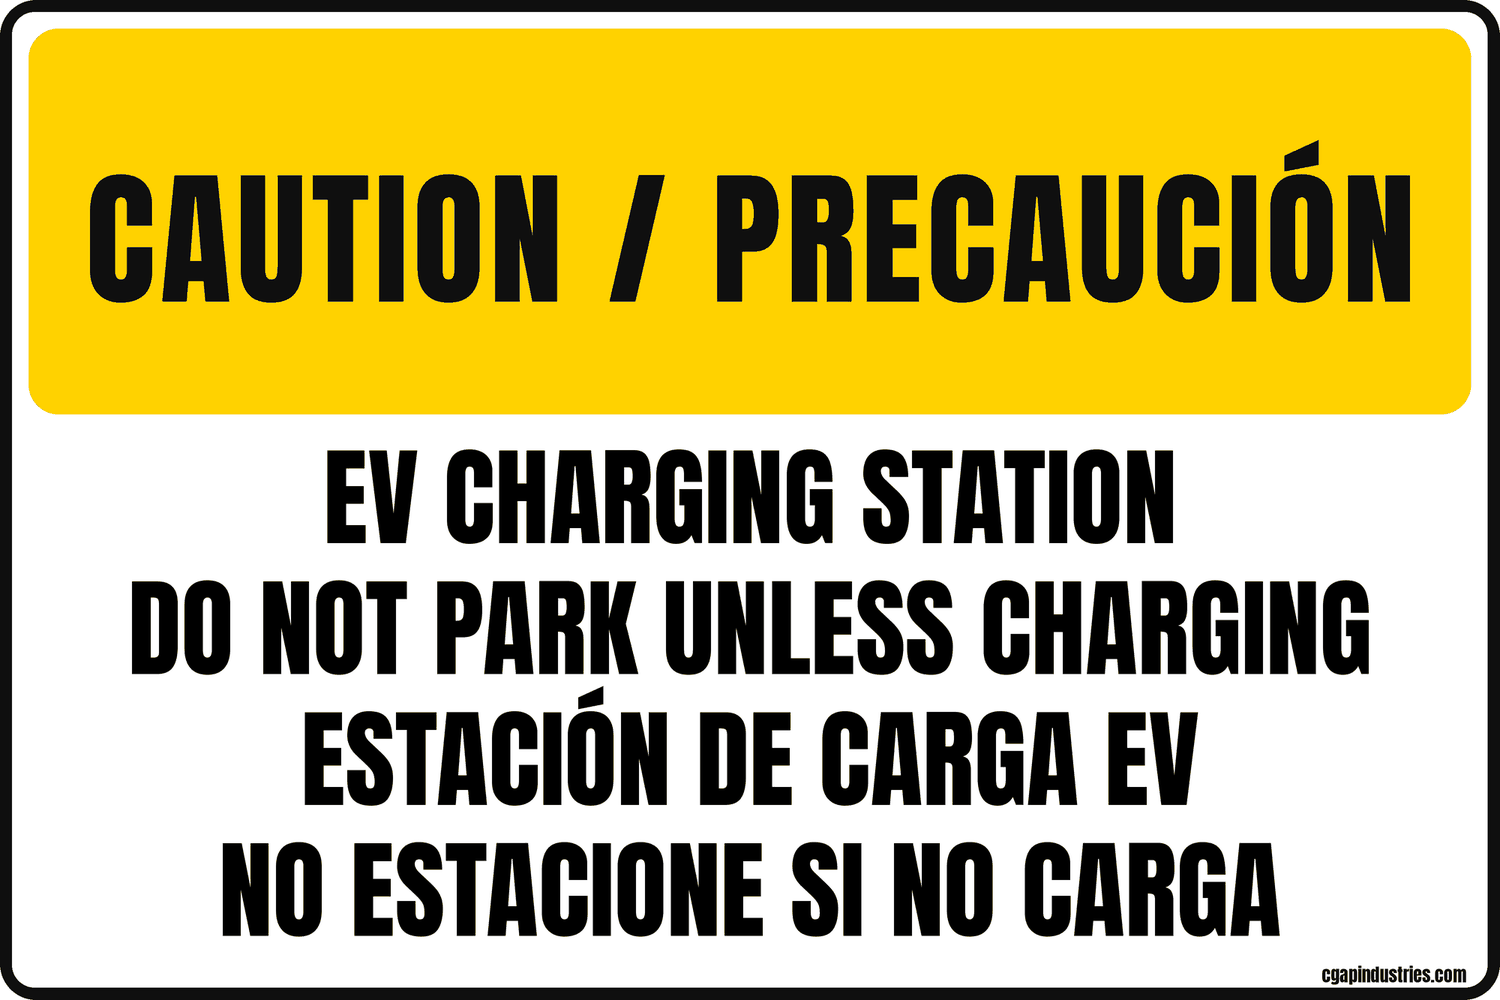 CAUTION / PRECAUCIÓN
EV CHARGING STATION
DO NOT PARK UNLESS CHARGING
ESTACIÓN DE CARGA EV
NO ESTACIONE SI NO CARGA
cgapindustries.com